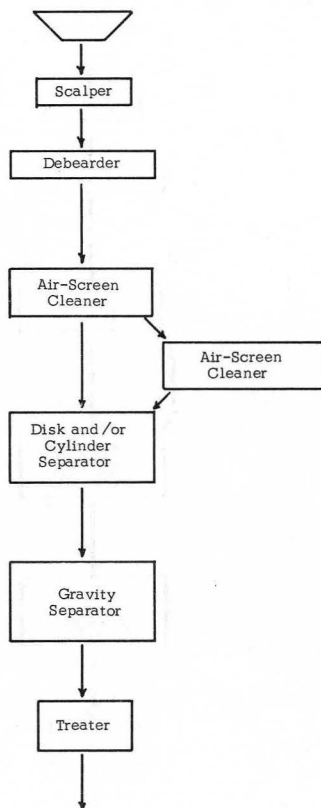 Scalper
Debearder
Air-Screen
Cleaner
Air-Screen
Cleaner
Disk and/or
Cylinder
Separator
Gravity
Separator
Treater